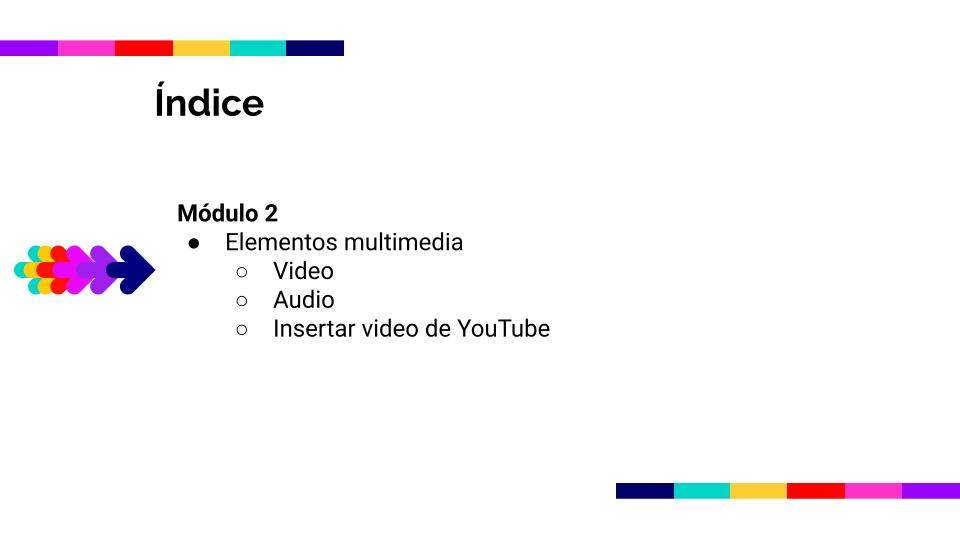 Índice
Módulo 2
● Elementos multimedia
○ Video
○ Audio
○ Insertar video de YouTube